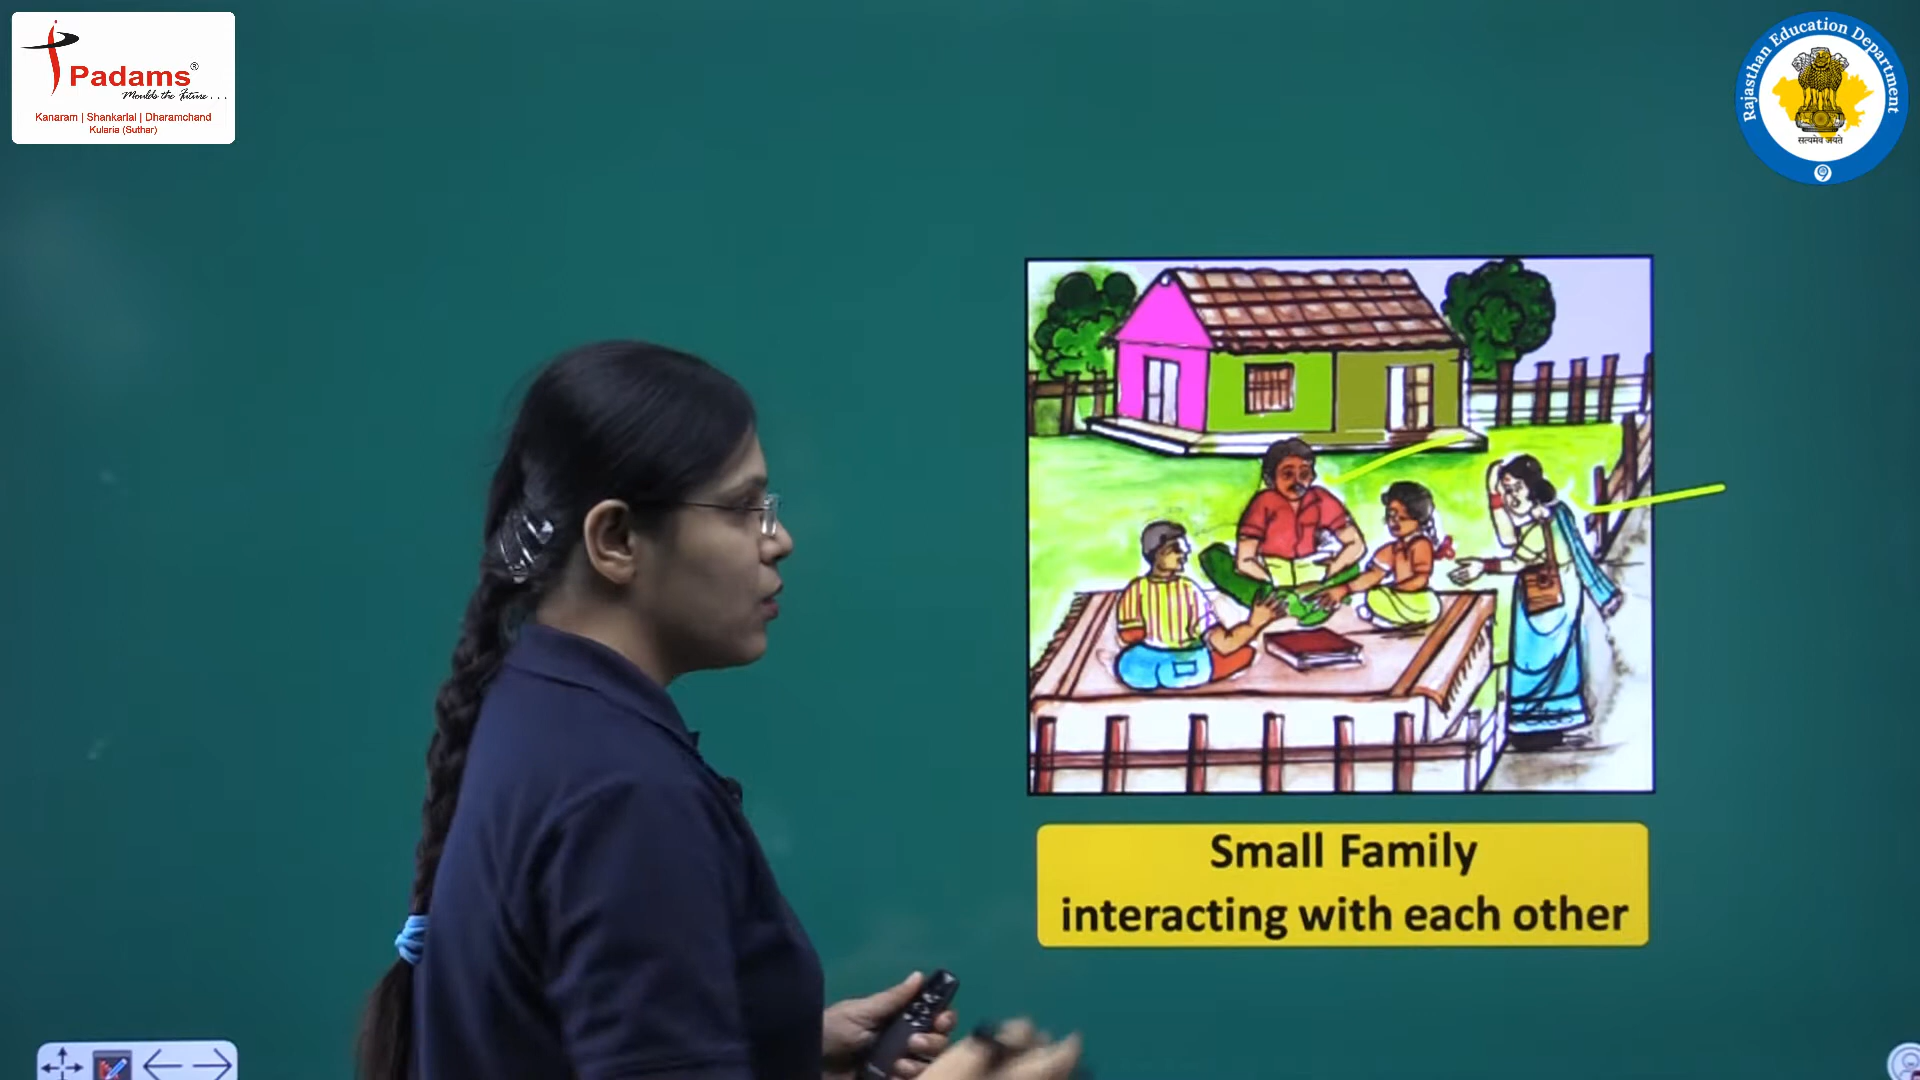 Padams®
Moulds the Future . . .
Kanaram | Shankarlal | Dharamchand
Kularia (Suthar)
Rajasthan Education Department
सत्यमेव जयते
Small Family
interacting with each other